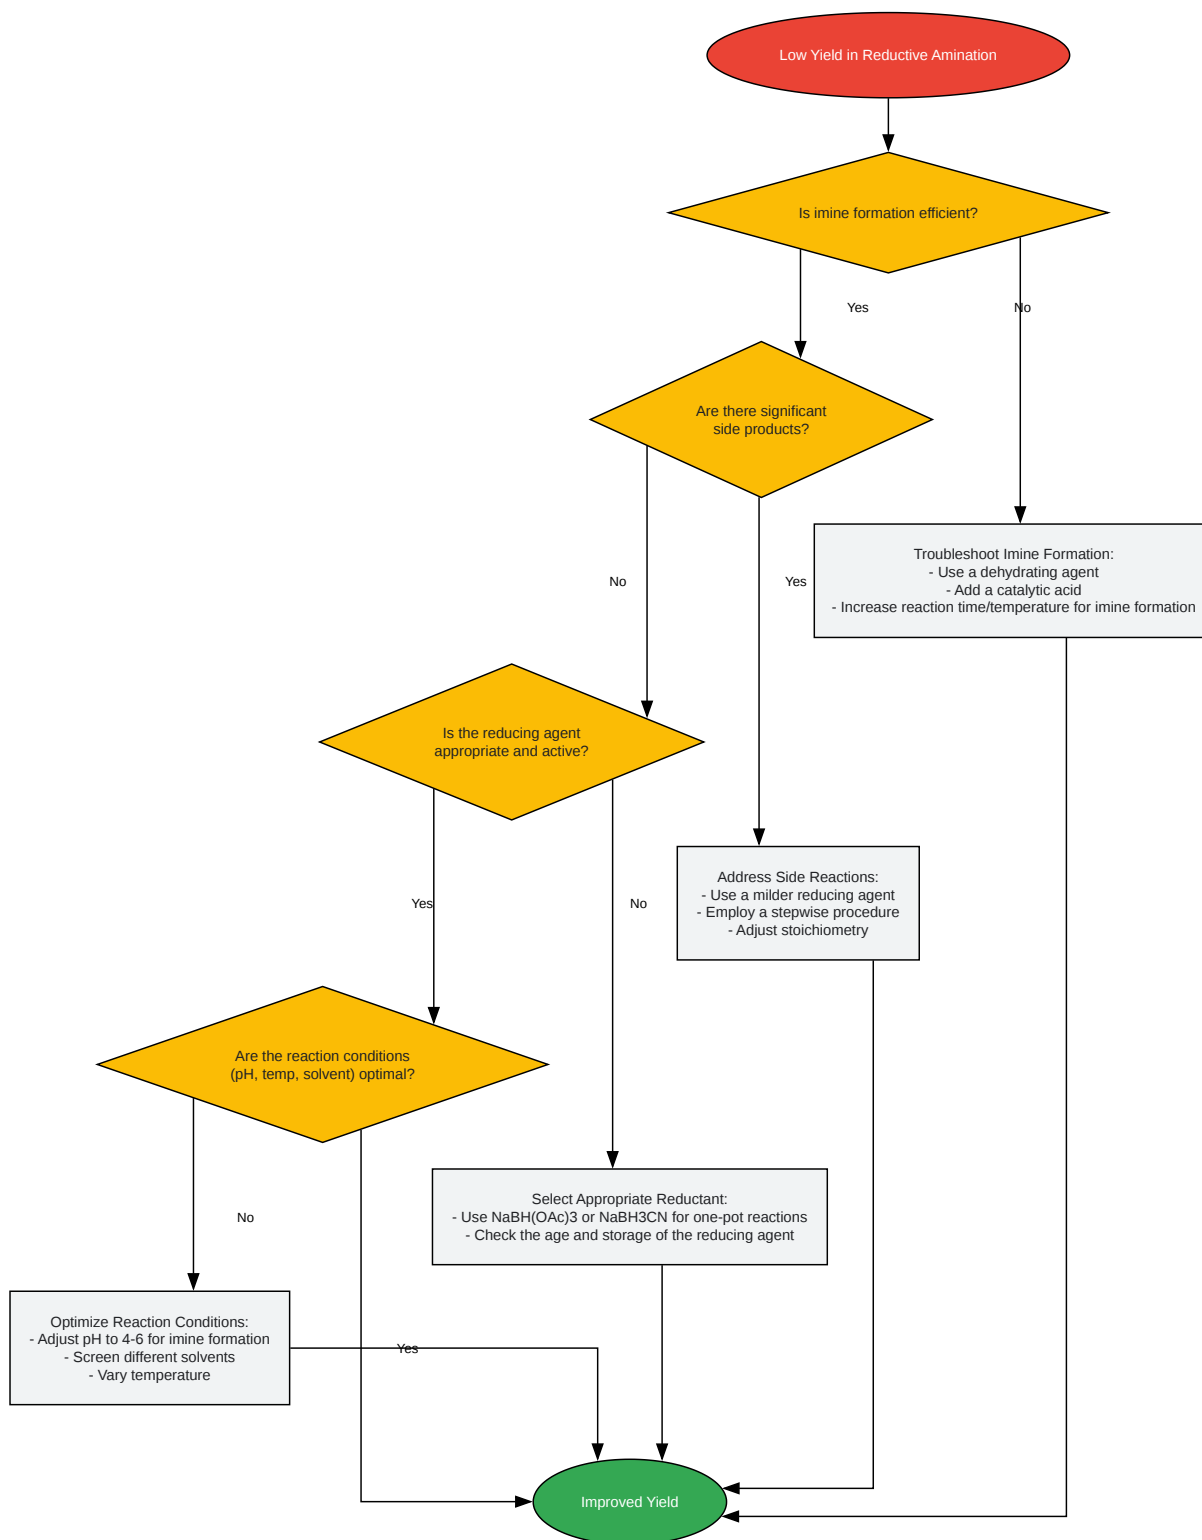 Low Yield in Reductive Amination
Is imine formation efficient?
Yes
No
Are there significant
side products?
Troubleshoot Imine Formation:
- Use a dehydrating agent
- Add a catalytic acid
- Increase reaction time/temperature for imine formation
No
Yes
Is the reducing agent
appropriate and active?
Address Side Reactions:
- Use a milder reducing agent
- Employ a stepwise procedure
- Adjust stoichiometry
Yes
No
Are the reaction conditions
(pH, temp, solvent) optimal?
Select Appropriate Reductant:
- Use NaBH(OAc)3 or NaBH3CN for one-pot reactions
- Check the age and storage of the reducing agent
No
Optimize Reaction Conditions:
- Adjust pH to 4-6 for imine formation
- Screen different solvents
- Vary temperature
Yes
Improved Yield